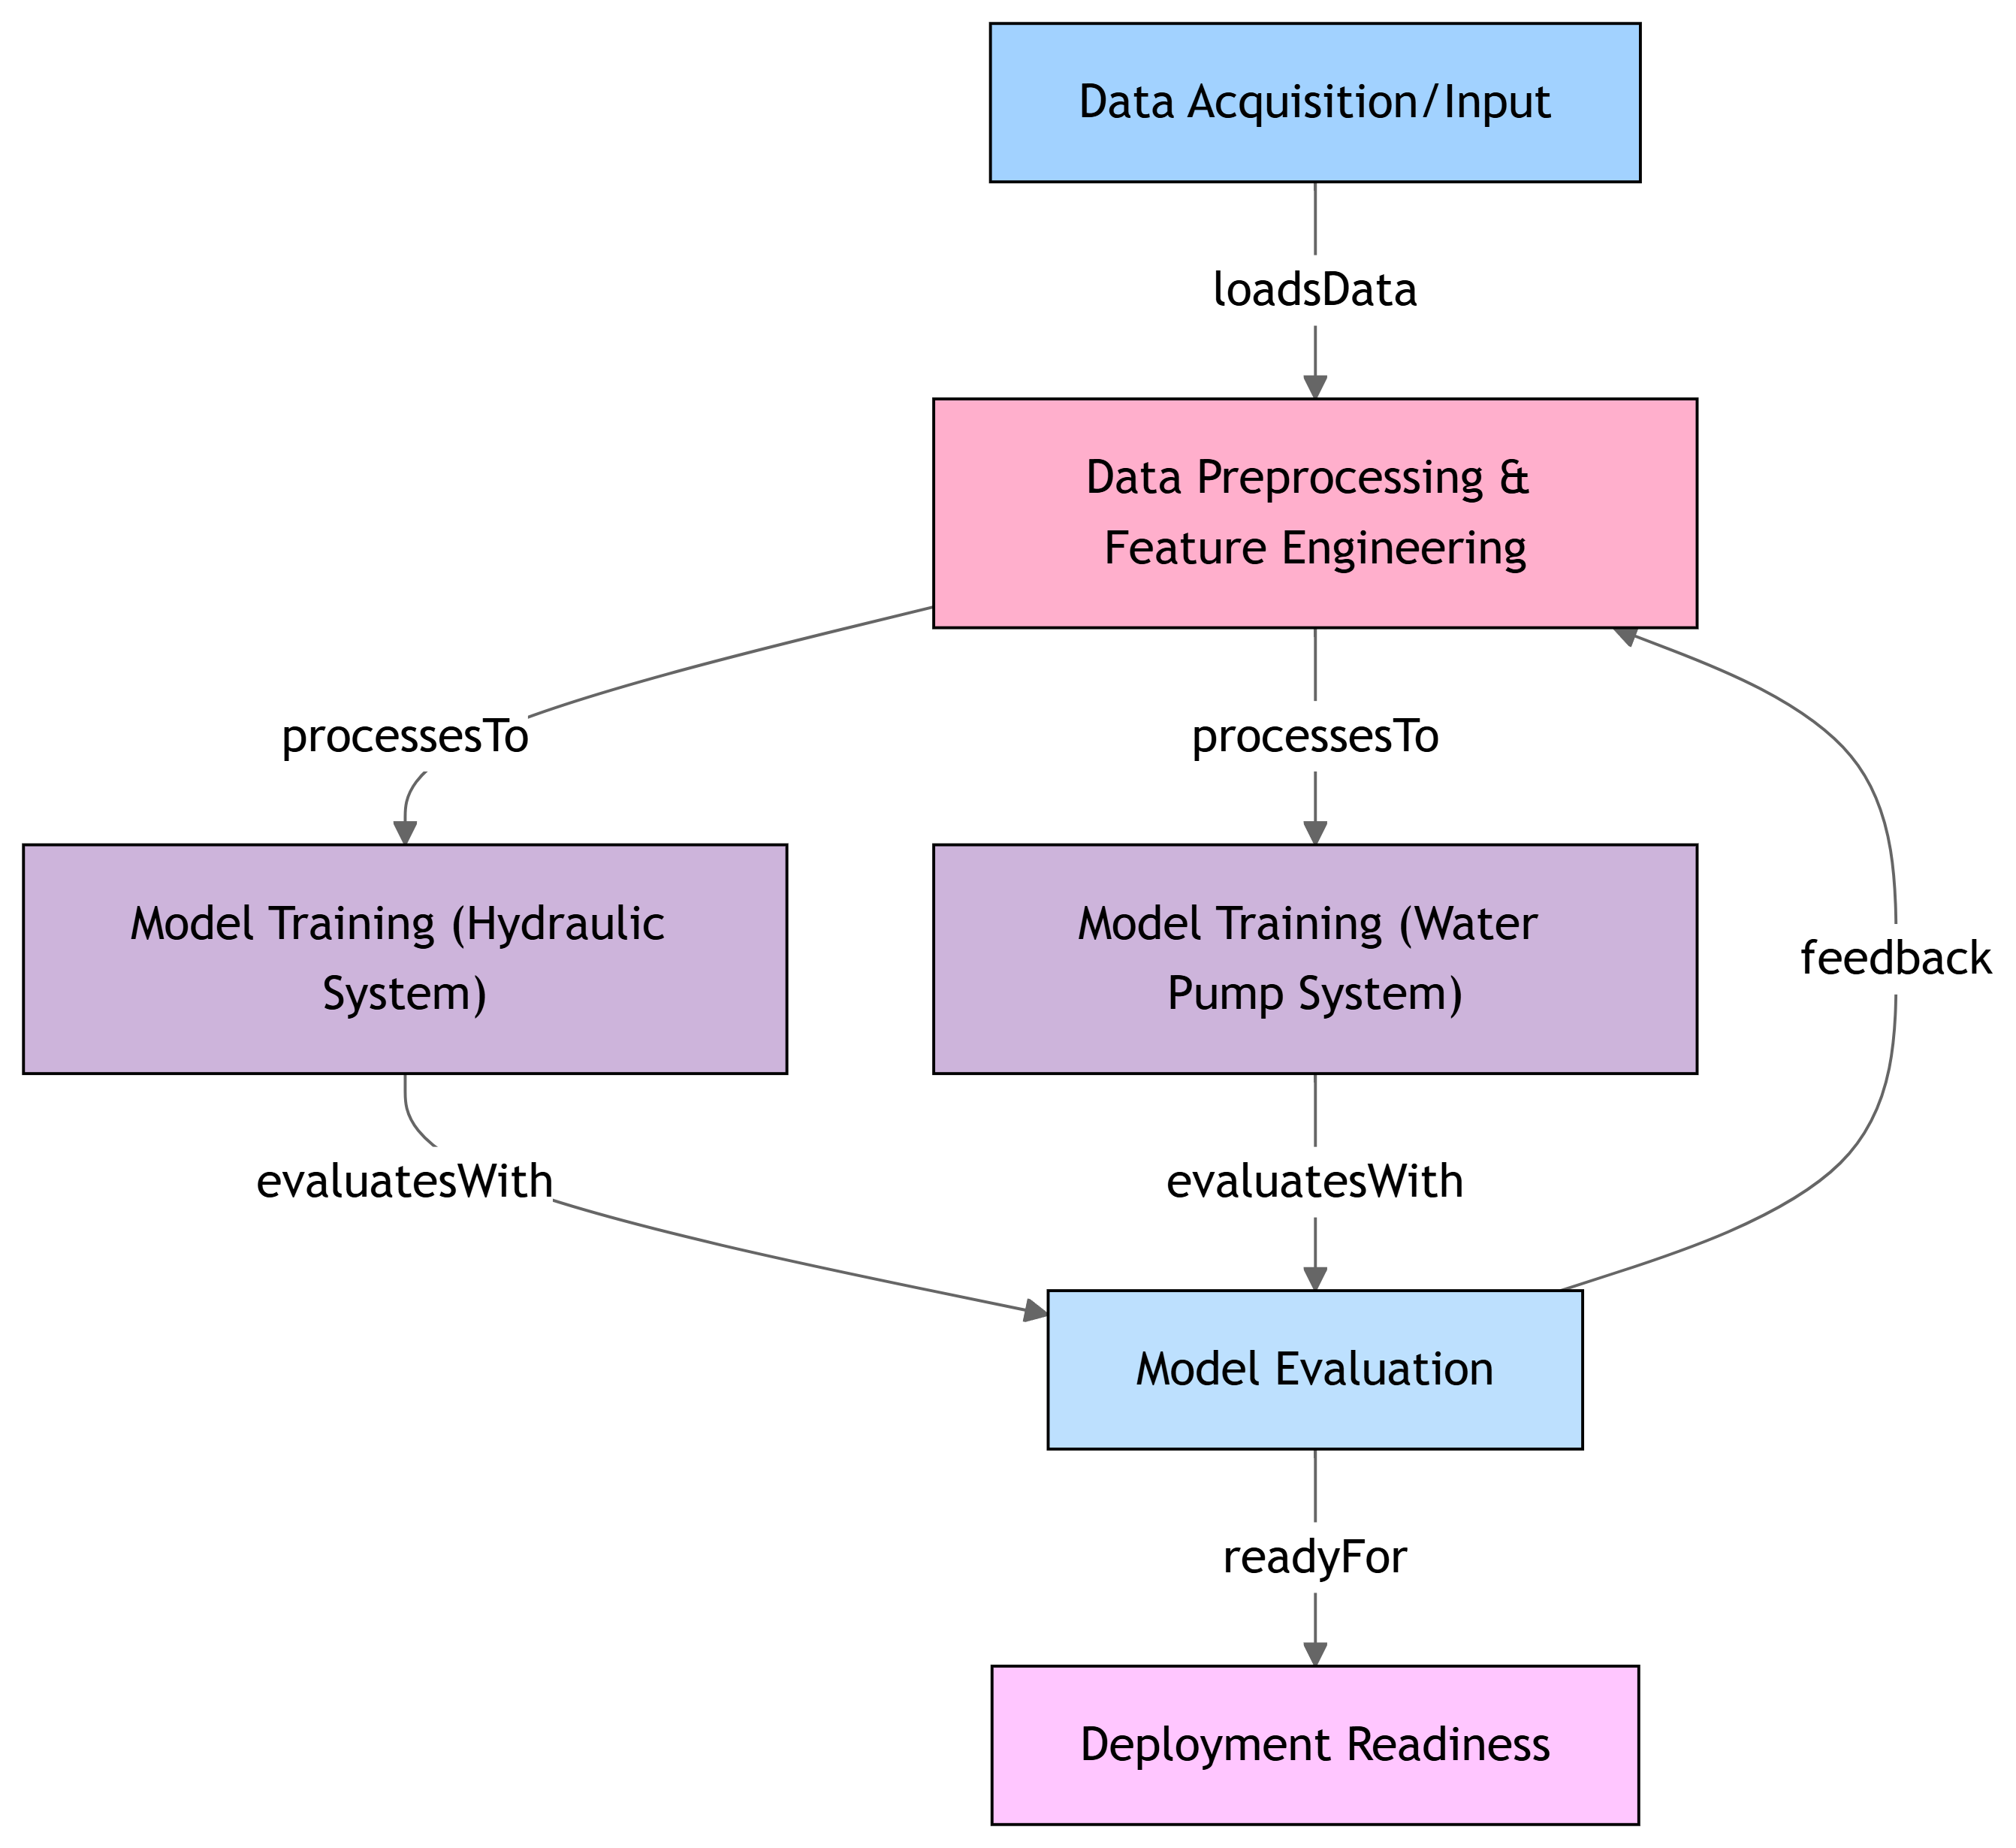 Data Acquisition/Input
loadsData
Data Preprocessing &
Feature Engineering
processesTo
processesTo
Model Training (Hydraulic
System)
Model Training (Water
Pump System)
feedback
evaluatesWith
evaluatesWith
Model Evaluation
readyFor
Deployment Readiness